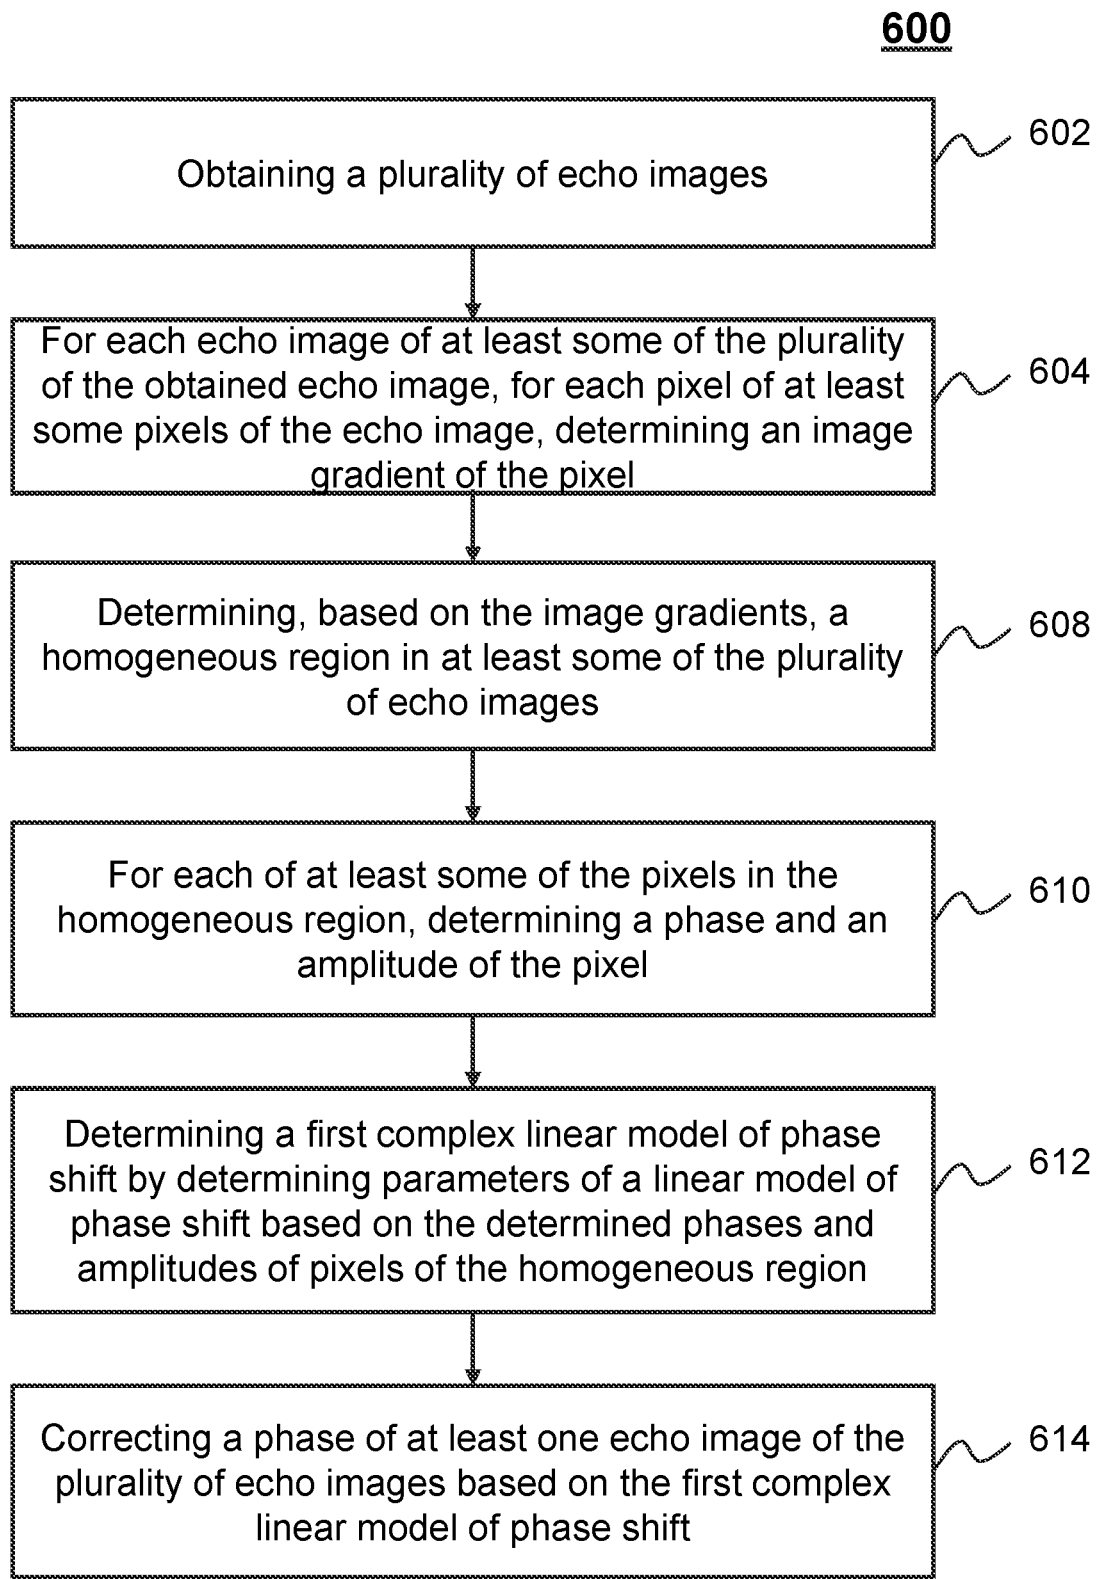 600
Obtaining a plurality of echo images
602
For each echo image of at least some of the plurality
of the obtained echo image, for each pixel of at least
some pixels of the echo image, determining an image
gradient of the pixel
604
Determining, based on the image gradients, a
homogeneous region in at least some of the plurality
of echo images
608
For each of at least some of the pixels in the
homogeneous region, determining a phase and an
amplitude of the pixel
610
Determining a first complex linear model of phase
shift by determining parameters of a linear model of
phase shift based on the determined phases and
amplitudes of pixels of the homogeneous region
612
Correcting a phase of at least one echo image of the
plurality of echo images based on the first complex
linear model of phase shift
614